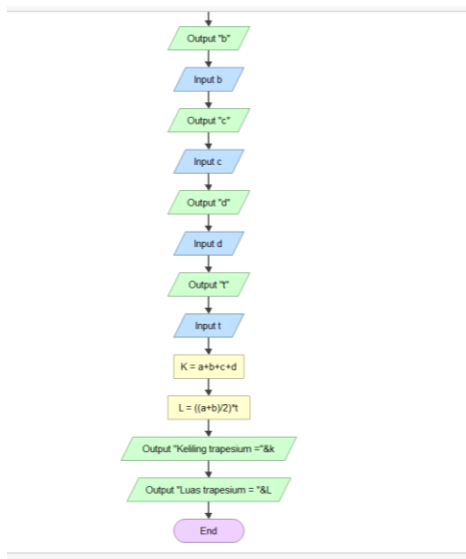 Output "b"
Input b
Output "c"
Input c
Output "d"
Input d
Output "t"
Input t
K = a+b+c+d
L = ((a+b)/2)*t
Output "Keliling trapesium ="&k
Output "Luas trapesium = "&L
End